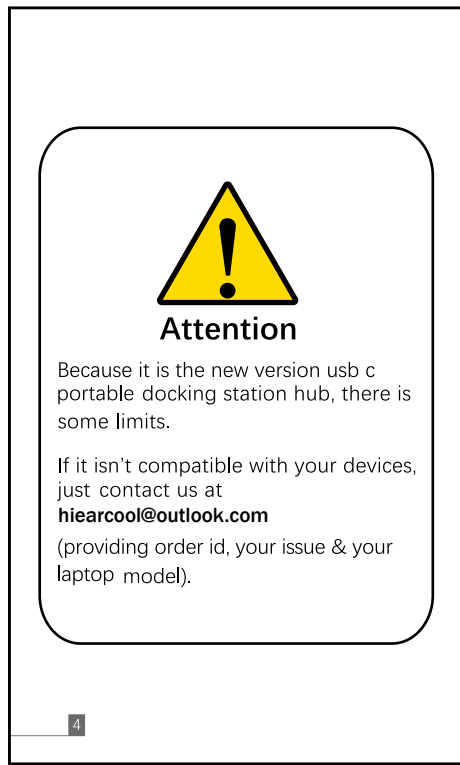 Attention
Because it is the new version usb c
portable docking station hub, there is
some limits.
If it isn't compatible with your devices,
just contact us at
hiearcool@outlook.com
(providing order id, your issue & your
laptop model).
4